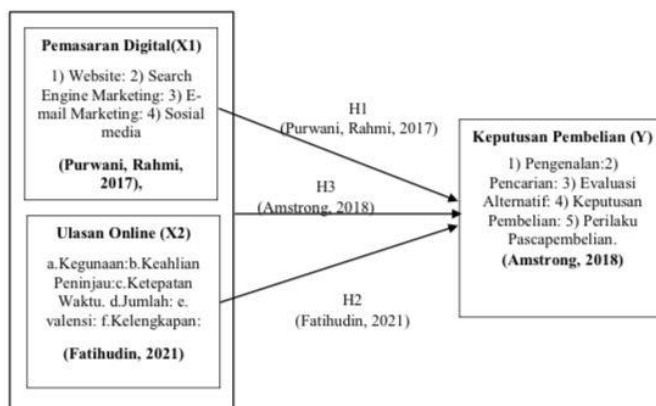 Pemasaran Digital(X1)
1) Website: 2) Search
Engine Marketing: 3) E-
mail Marketing: 4) Sosial
media
(Purwani, Rahmi,
2017),
Ulasan Online (X2)
a.Kegunaan:b.Keahlian
Peninjau:c.Ketepatan
Waktu. d.Jumlah: e.
valensi: f.Kelengkapan:
(Fatihudin, 2021)
H1
(Purwani, Rahmi, 2017)
H3
(Amstrong, 2018)
H2
(Fatihudin, 2021)
Keputusan Pembelian (Y)
1) Pengenalan:2)
Pencarian: 3) Evaluasi
Alternatif: 4) Keputusan
Pembelian: 5) Perilaku
Pascapembelian.
(Amstrong, 2018)